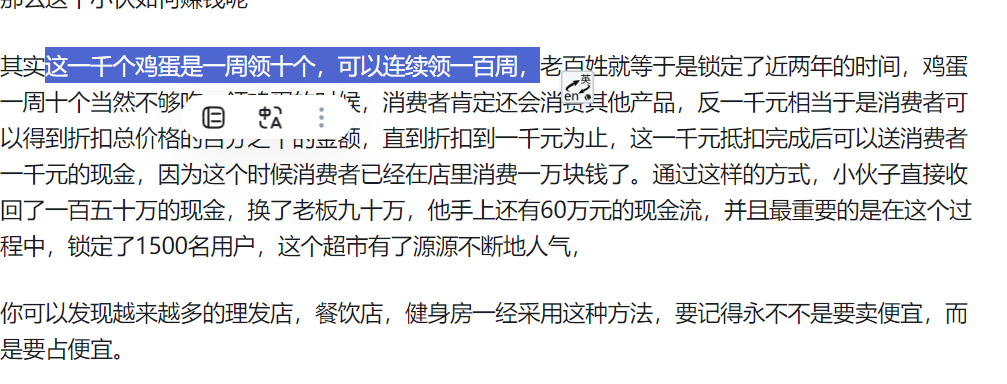 那么这个小伙如何赚钱呢
其实这一千个鸡蛋是一周领十个，可以连续领一百周，老百姓就等于是锁定了近两年的时间，鸡蛋
一周十个当然不够吃，领鸡蛋的时候，消费者肯定还会消费其他产品，反一千元相当于是消费者可
以得到折扣总价格的百分之十的金额，直到折扣到一千元为止，这一千元抵扣完成后可以送消费者
一千元的现金，因为这个时候消费者已经在店里消费一万块钱了。通过这样的方式，小伙子直接收
回了一百五十万的现金，换了老板九十万，他手上还有60万元的现金流，并且最重要的是在这个过
程中，锁定了1500名用户，这个超市有了源源不断地人气，
你可以发现越来越多的理发店，餐饮店，健身房一经采用这种方法，要记得永不不是要卖便宜，而
是要占便宜。
英
en